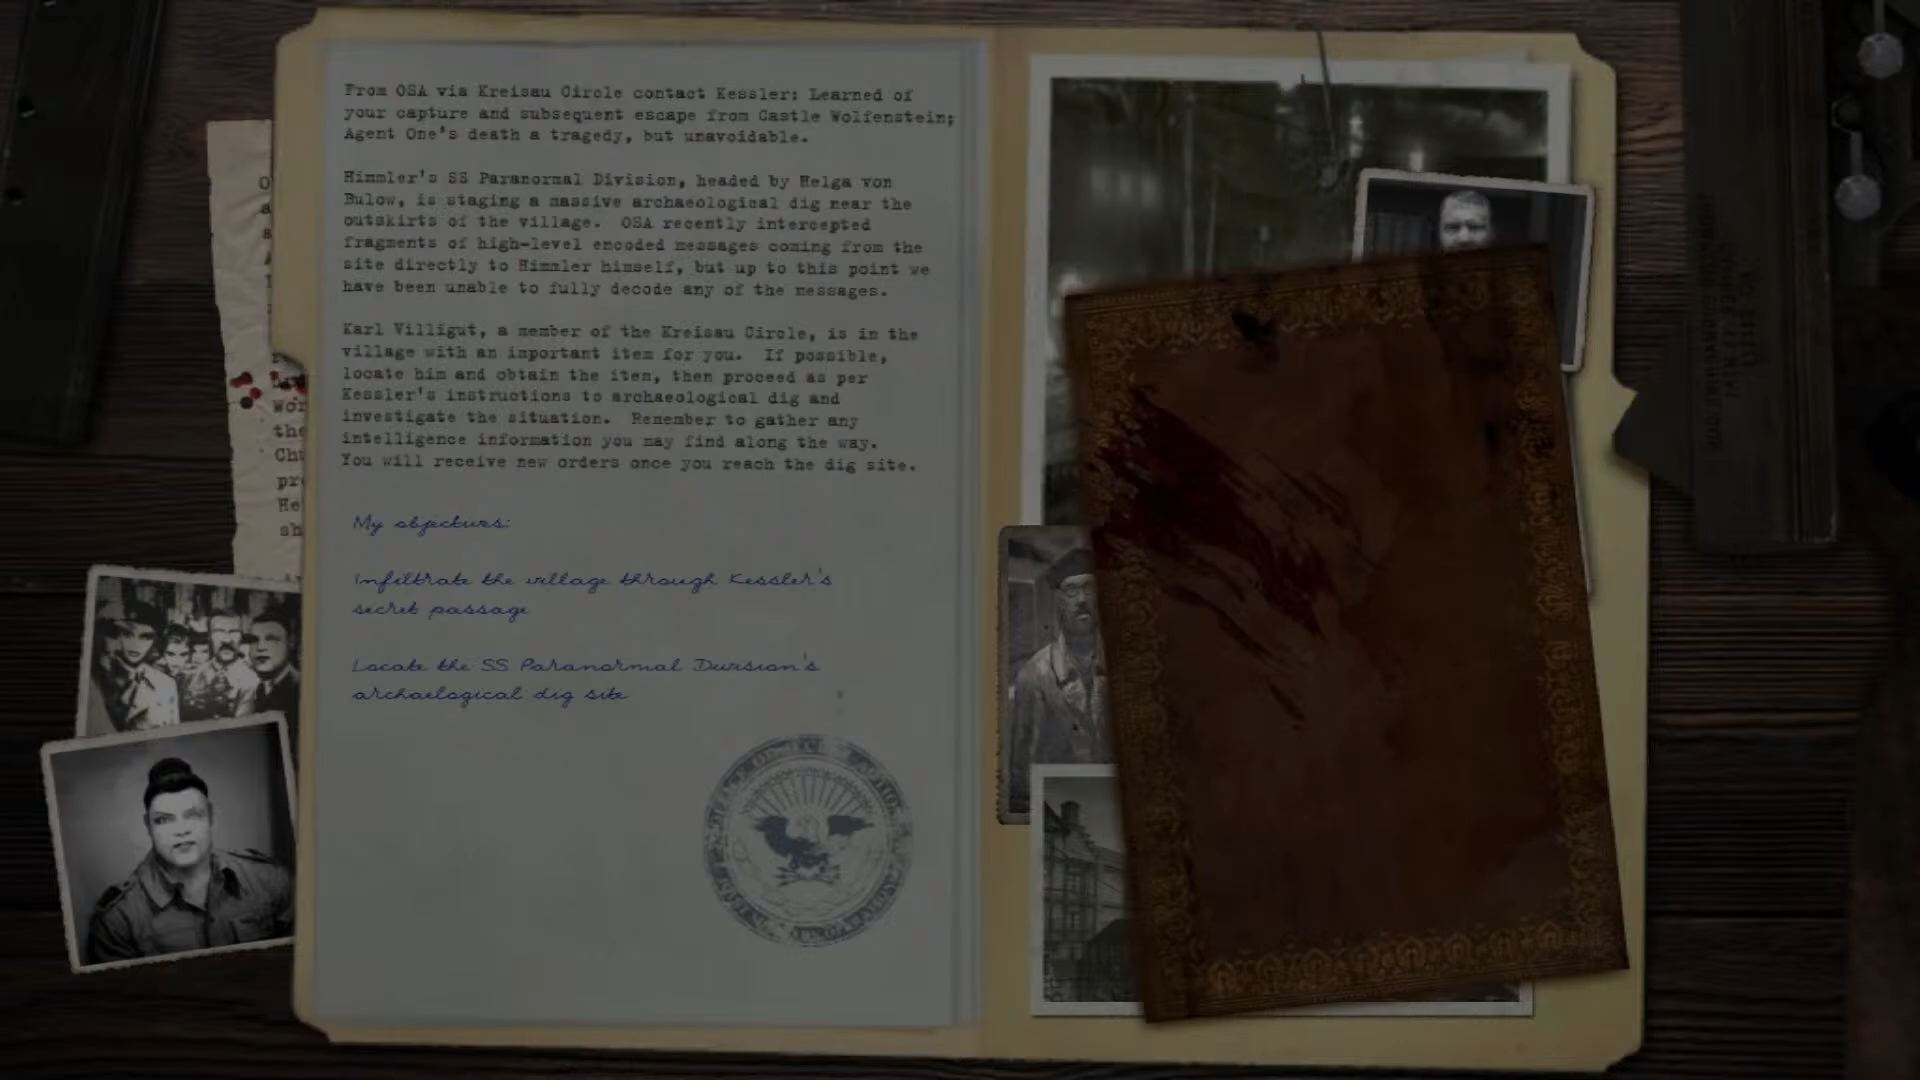 From OSA via Kreisau Circle contact Kessler: Learned of
your capture and subsequent escape from Castle Wolfenstein;
Agent One's death a tragedy, but unavoidable.
Himmler's SS Paranormal Division, headed by Helga von
Bulow, is staging a massive archaeological dig near the
outskirts of the village. OSA recently intercepted
fragments of high-level encoded messages coming from the
site directly to Himmler himself, but up to this point we
have been unable to fully decode any of the messages.
Karl Villigut, a member of the Kreisau Circle, is in the
village with an important item for you. If possible,
locate him and obtain the item, then proceed as per
Kessler's instructions to archaeological dig and
investigate the situation. Remember to gather any
intelligence information you may find along the way.
You will receive new orders once you reach the dig site.
My objectives:
Infiltrate the village through Kessler's
secret passage
Locate the SS Paranormal Division's
archaelogical dig site